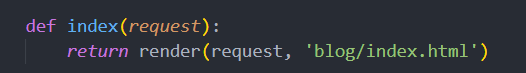 def index(request):
    return render(request, 'blog/index.html')